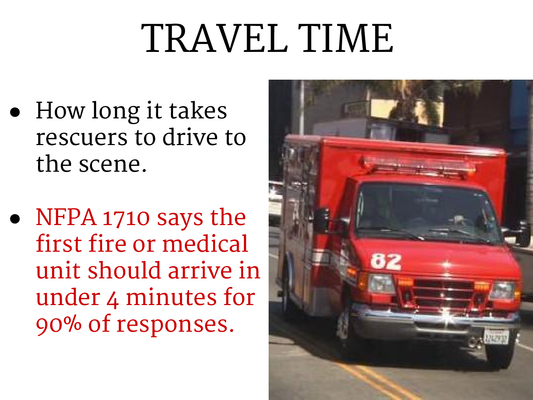 TRAVEL TIME
● How long it takes
rescuers to drive to
the scene.
● NFPA 1710 says the
first fire or medical
unit should arrive in
under 4 minutes for
90% of responses.
82